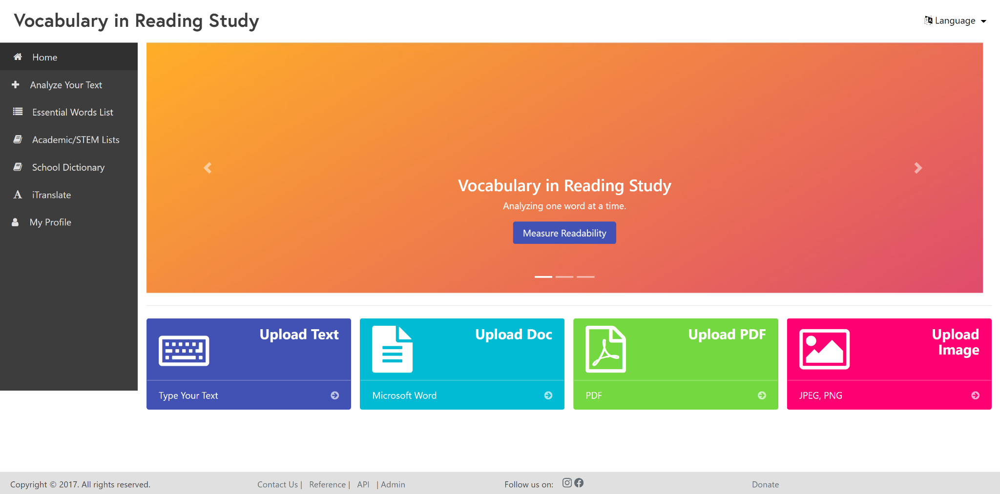 Vocabulary in Reading Study
Language
Home
Analyze Your Text
Essential Words List
Academic/STEM Lists
School Dictionary
iTranslate
My Profile
Vocabulary in Reading Study
Analyzing one word at a time.
Measure Readability
Upload Text
Type Your Text
Upload Doc
Microsoft Word
Upload PDF
PDF
Upload
Image
JPEG, PNG
Copyright © 2017. All rights reserved.
Contact Us | Reference | API | Admin
Follow us on:
Donate